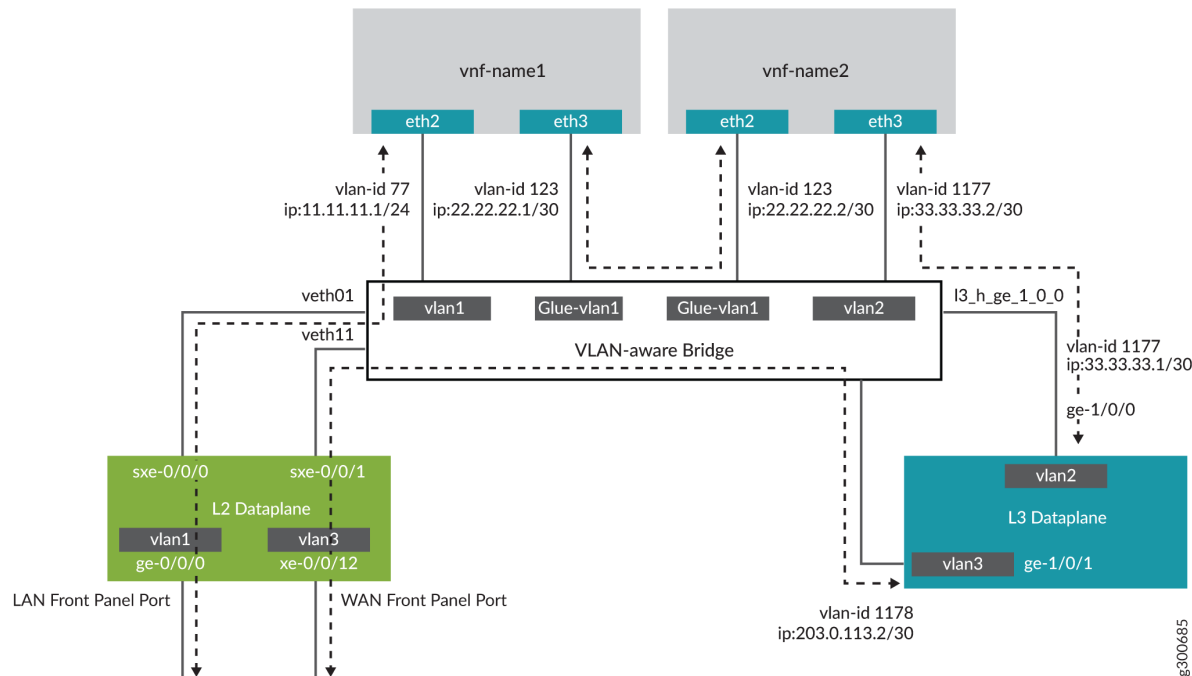 vnf-name1
vnf-name2
eth2
eth3
eth2
eth3
vlan-id 77
ip:11.11.11.1/24
vlan-id 123
ip:22.22.22.1/30
vlan-id 123
ip:22.22.22.2/30
vlan-id 1177
ip:33.33.33.2/30
veth01
l3_h_ge_1_0_0
vlan1
Glue-vlan1
Glue-vlan1
vlan2
veth11
VLAN-aware Bridge
vlan-id 1177
ip:33.33.33.1/30
ge-1/0/0
sxe-0/0/0
sxe-0/0/1
L2 Dataplane
vlan1
vlan3
ge-0/0/0
xe-0/0/12
vlan2
L3 Dataplane
vlan3
ge-1/0/1
LAN Front Panel Port
WAN Front Panel Port
vlan-id 1178
ip:203.0.113.2/30
g300685